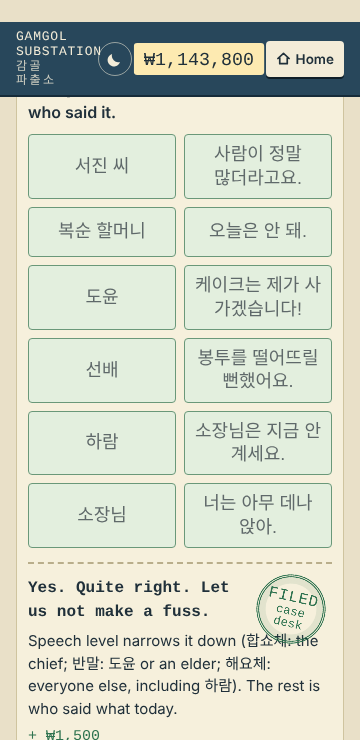 GAMGOL
SUBSTATION
감골
파출소
₩1,143,800
Home
who said it.
서진 씨
사람이 정말
많더라고요.
복순 할머니
오늘은 안 돼.
도윤
케이크는 제가 사
가겠습니다!
선배
봉투를 떨어뜨릴
뻔했어요.
하람
소장님은 지금 안
계세요.
소장님
너는 아무 데나
앉아.
Yes. Quite right. Let
us not make a fuss.
FILED
case
desk
Speech level narrows it down (합쇼체: the
chief; 반말: 도윤 or an elder; 해요체:
everyone else, including 하람). The rest is
who said what today.
+ ₩1,500